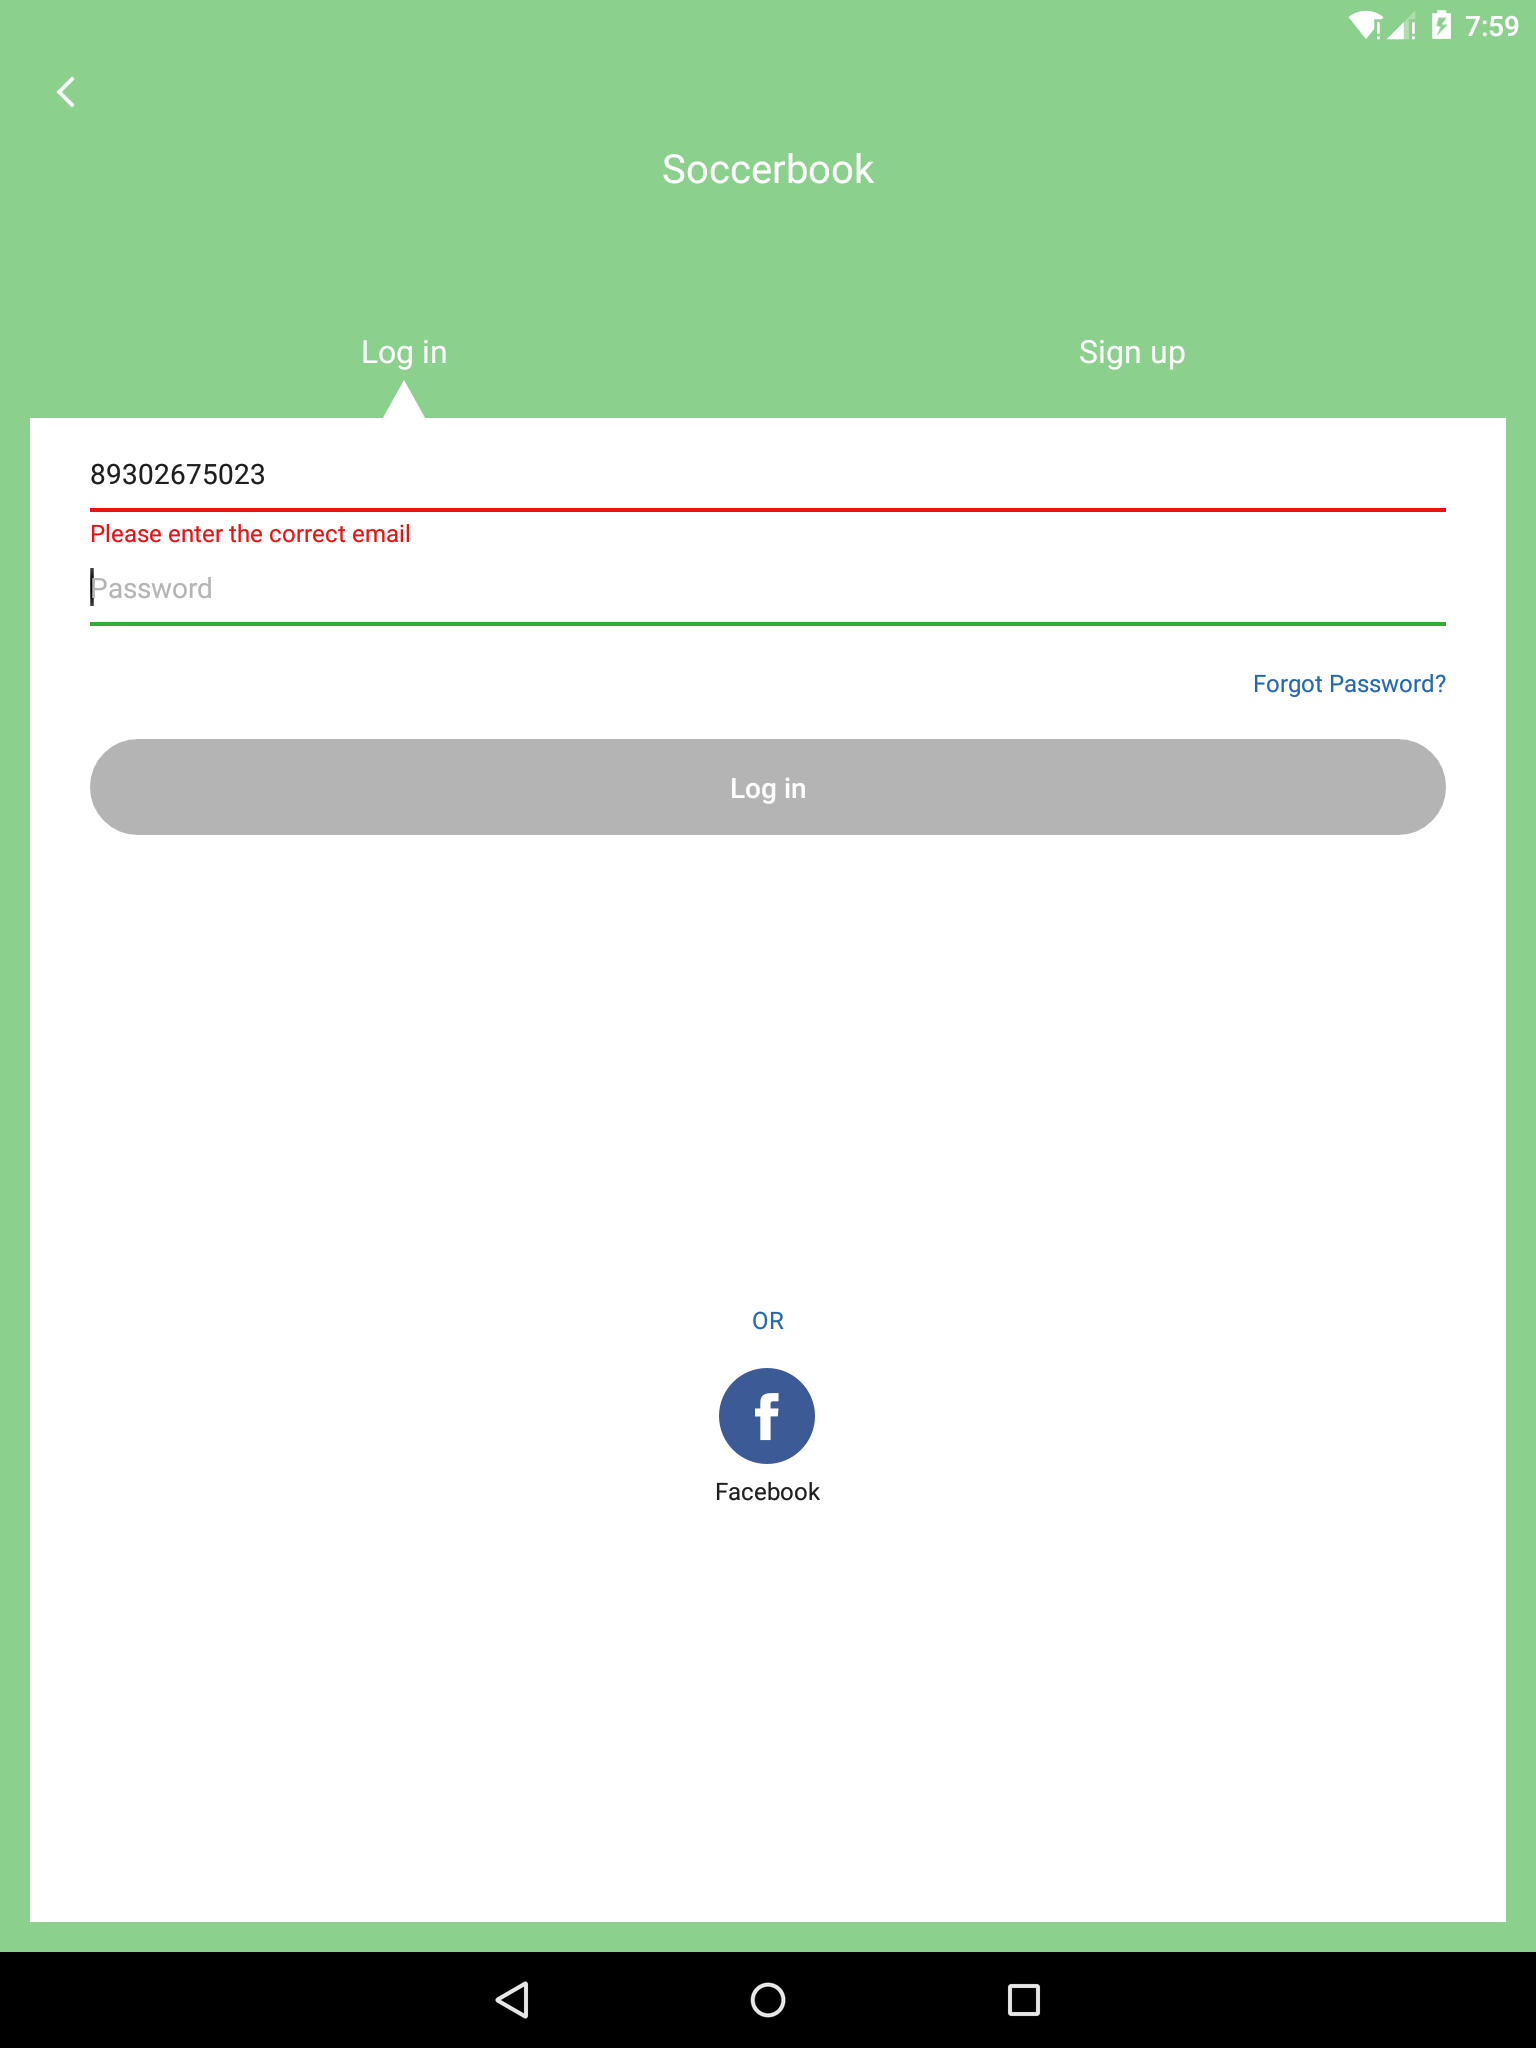 7:59
Soccerbook
Log in
Sign up
89302675023
Please enter the correct email
Password
Forgot Password?
Log in
OR
f
Facebook